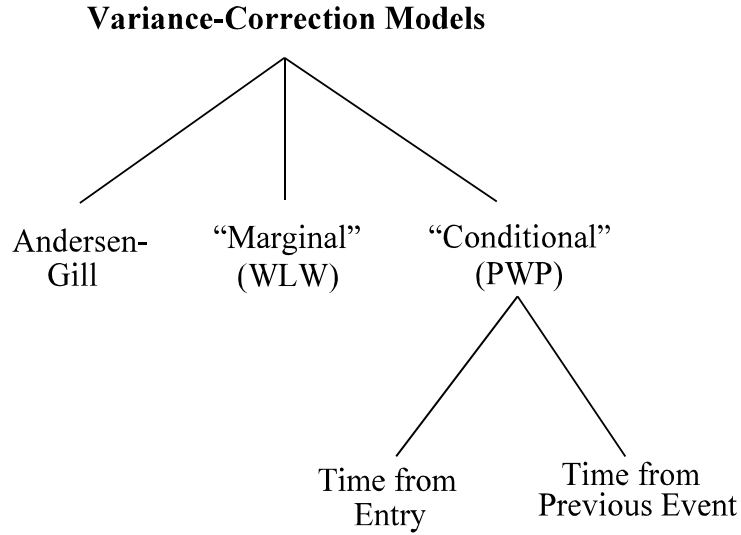 Variance-Correction Models
Andersen-
Gill
“Marginal”
(WLW)
“Conditional”
(PWP)
Time from
Entry
Time from
Previous Event